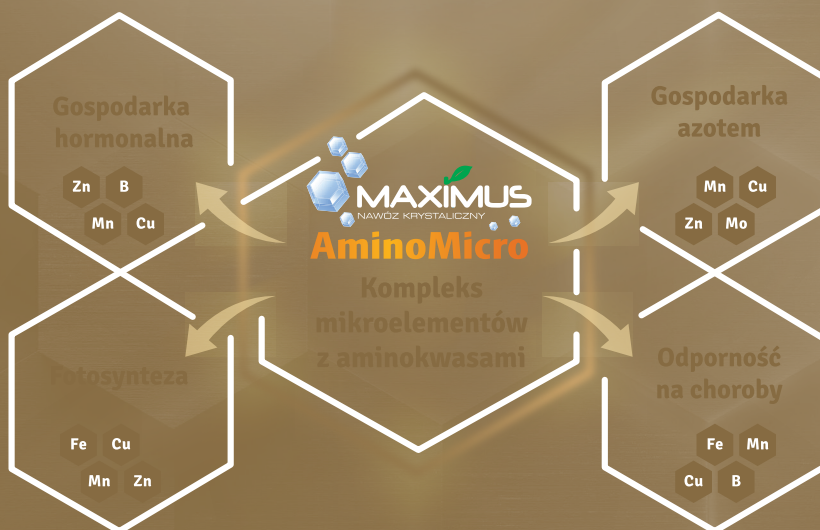 Gospodarka
hormonalna
Zn B
Mn Cu
Gospodarka
azotem
Mn Cu
Zn Mo
MAXIMUS
NAWÓZ KRYSTALICZNY
AminoMicro
Kompleks
mikroelementów
z aminokwasami
Fotosynteza
Fe Cu
Mn Zn
Odporność
na choroby
Fe Mn
Cu B